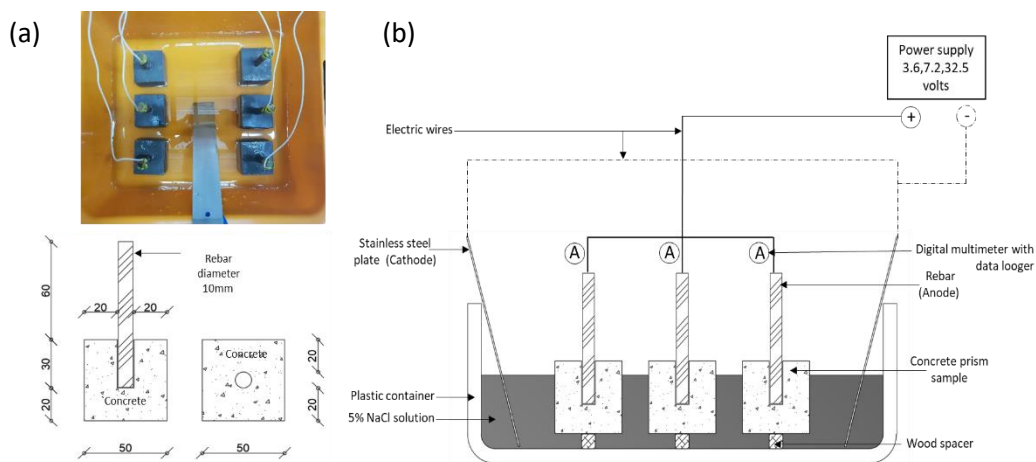 (a)
(b)
Power supply
3.6,7.2,32.5
volts
+
-
Electric wires
Stainless steel
plate (Cathode)
A
A
A
Digital multimeter with
data looger
Rebar
(Anode)
Concrete prism
sample
Plastic container
5% NaCl solution
Wood spacer
Rebar
diameter
10mm
60
20
20
30
20
Concrete
50
Concrete
20
20
50